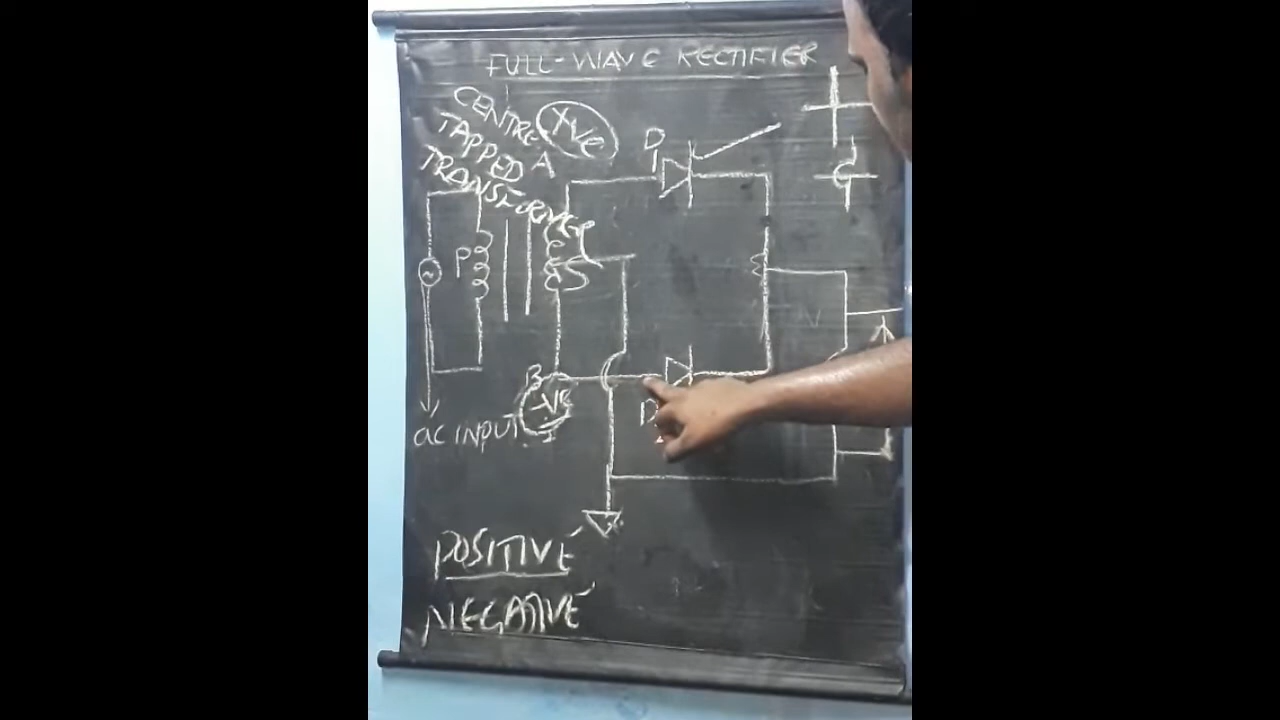 FULL-WAVE RECTIFIER
CENTRE
TAPPED
TRANSFORMER
+Ve
A
D1
P
S
B
-Ve
D
ac INPUT
POSITIVE
NEGATIVE